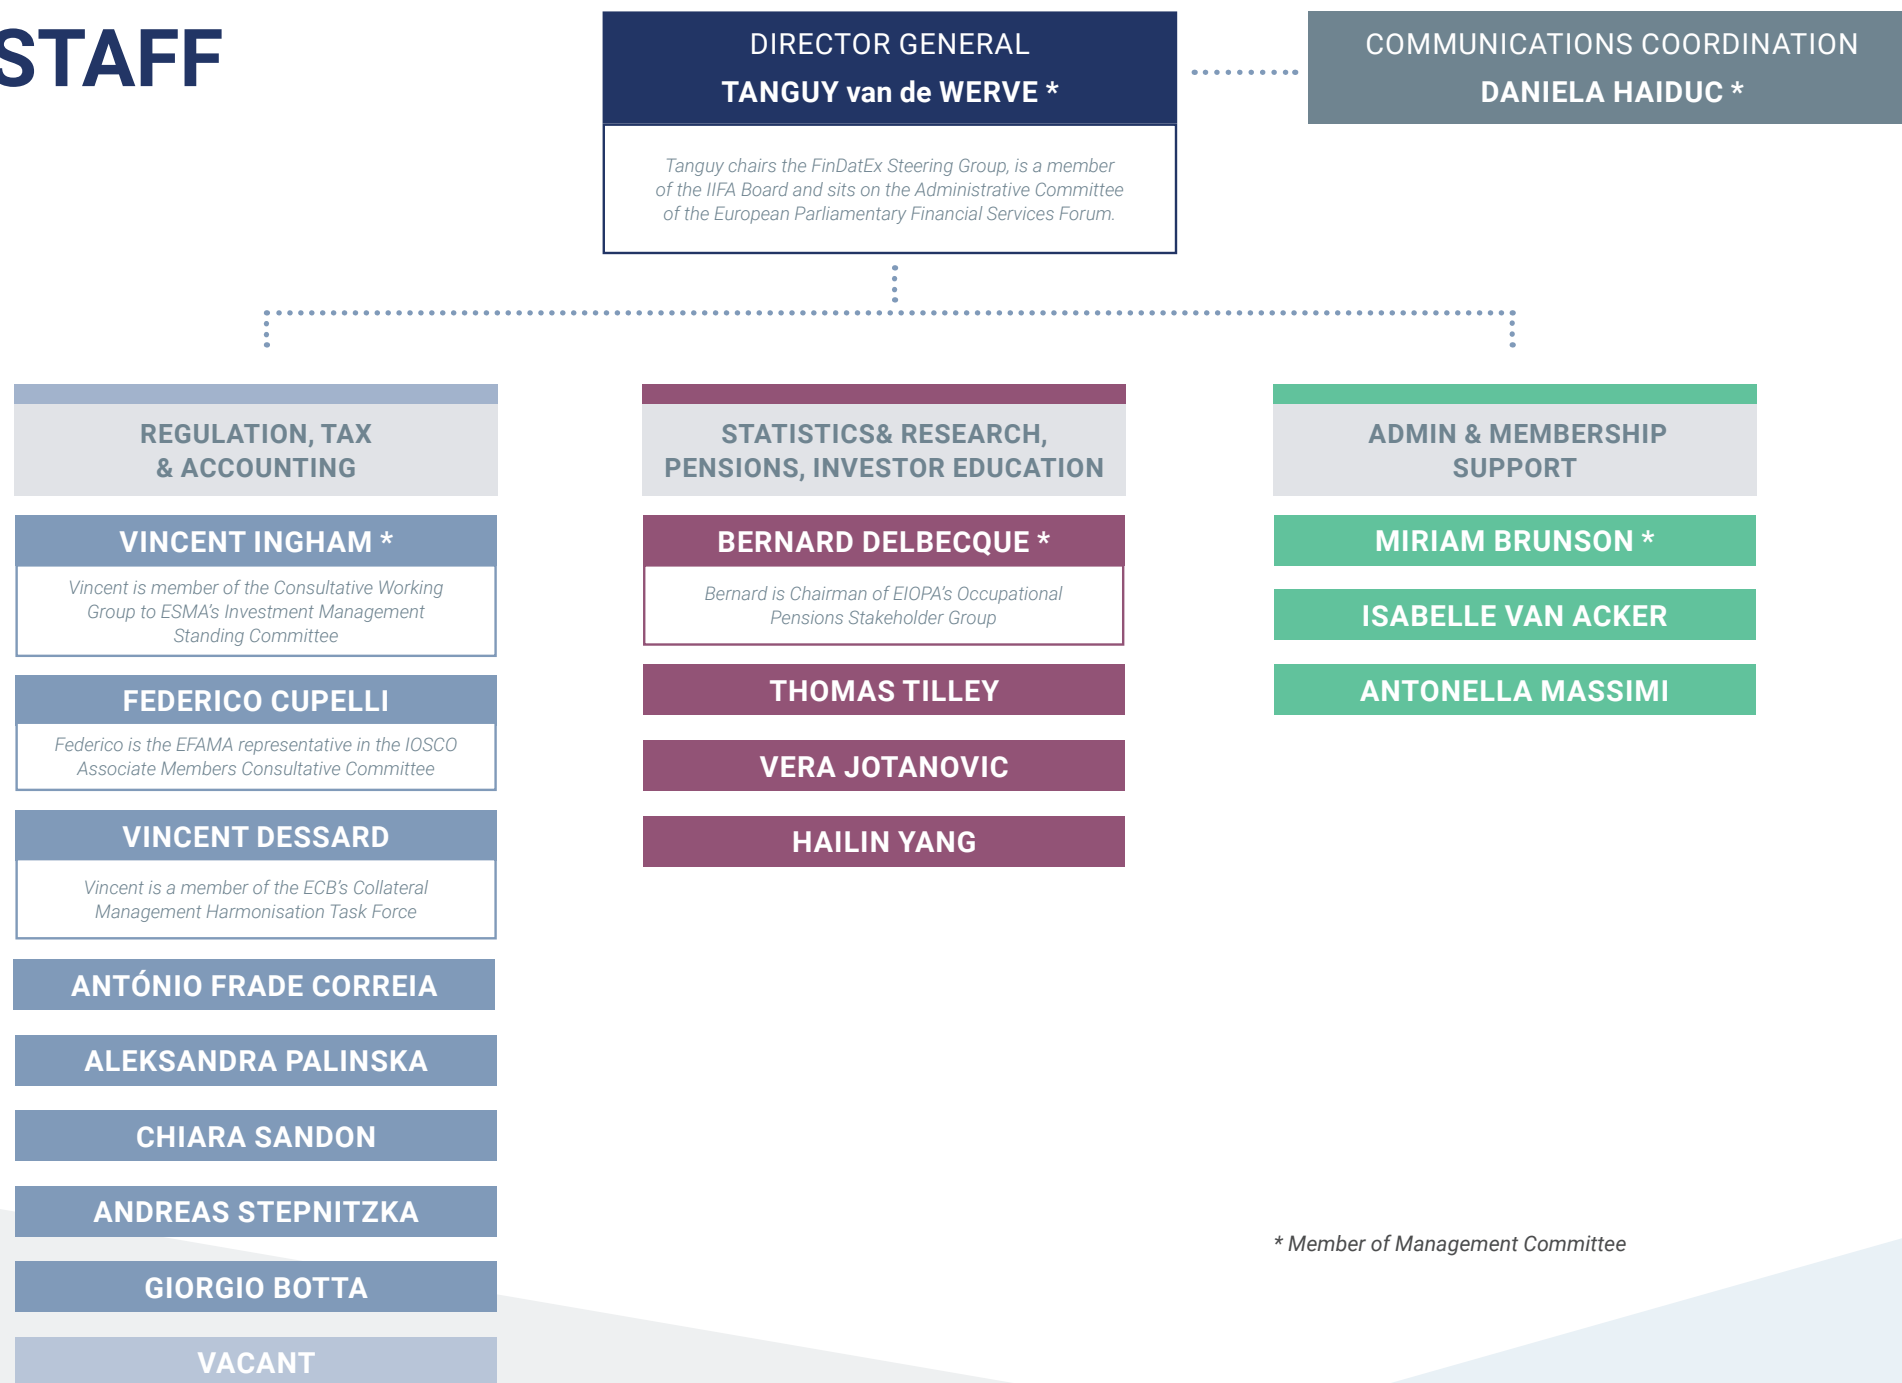 STAFF
DIRECTOR GENERAL
TANGUY van de WERVE *
Tanguy chairs the FinDatEx Steering Group, is a member
of the IIFA Board and sits on the Administrative Committee
of the European Parliamentary Financial Services Forum.
COMMUNICATIONS COORDINATION
DANIELA HAIDUC *
REGULATION, TAX
& ACCOUNTING
VINCENT INGHAM *
Vincent is member of the Consultative Working
Group to ESMA's Investment Management
Standing Committee
FEDERICO CUPELLI
Federico is the EFAMA representative in the IOSCO
Associate Members Consultative Committee
VINCENT DESSARD
Vincent is a member of the ECB's Collateral
Management Harmonisation Task Force
ANTÓNIO FRADE CORREIA
ALEKSANDRA PALINSKA
CHIARA SANDON
ANDREAS STEPNITZKA
GIORGIO BOTTA
VACANT
STATISTICS& RESEARCH,
PENSIONS, INVESTOR EDUCATION
BERNARD DELBECQUE *
Bernard is Chairman of EIOPA's Occupational
Pensions Stakeholder Group
THOMAS TILLEY
VERA JOTANOVIC
HAILIN YANG
ADMIN & MEMBERSHIP
SUPPORT
MIRIAM BRUNSON *
ISABELLE VAN ACKER
ANTONELLA MASSIMI
* Member of Management Committee